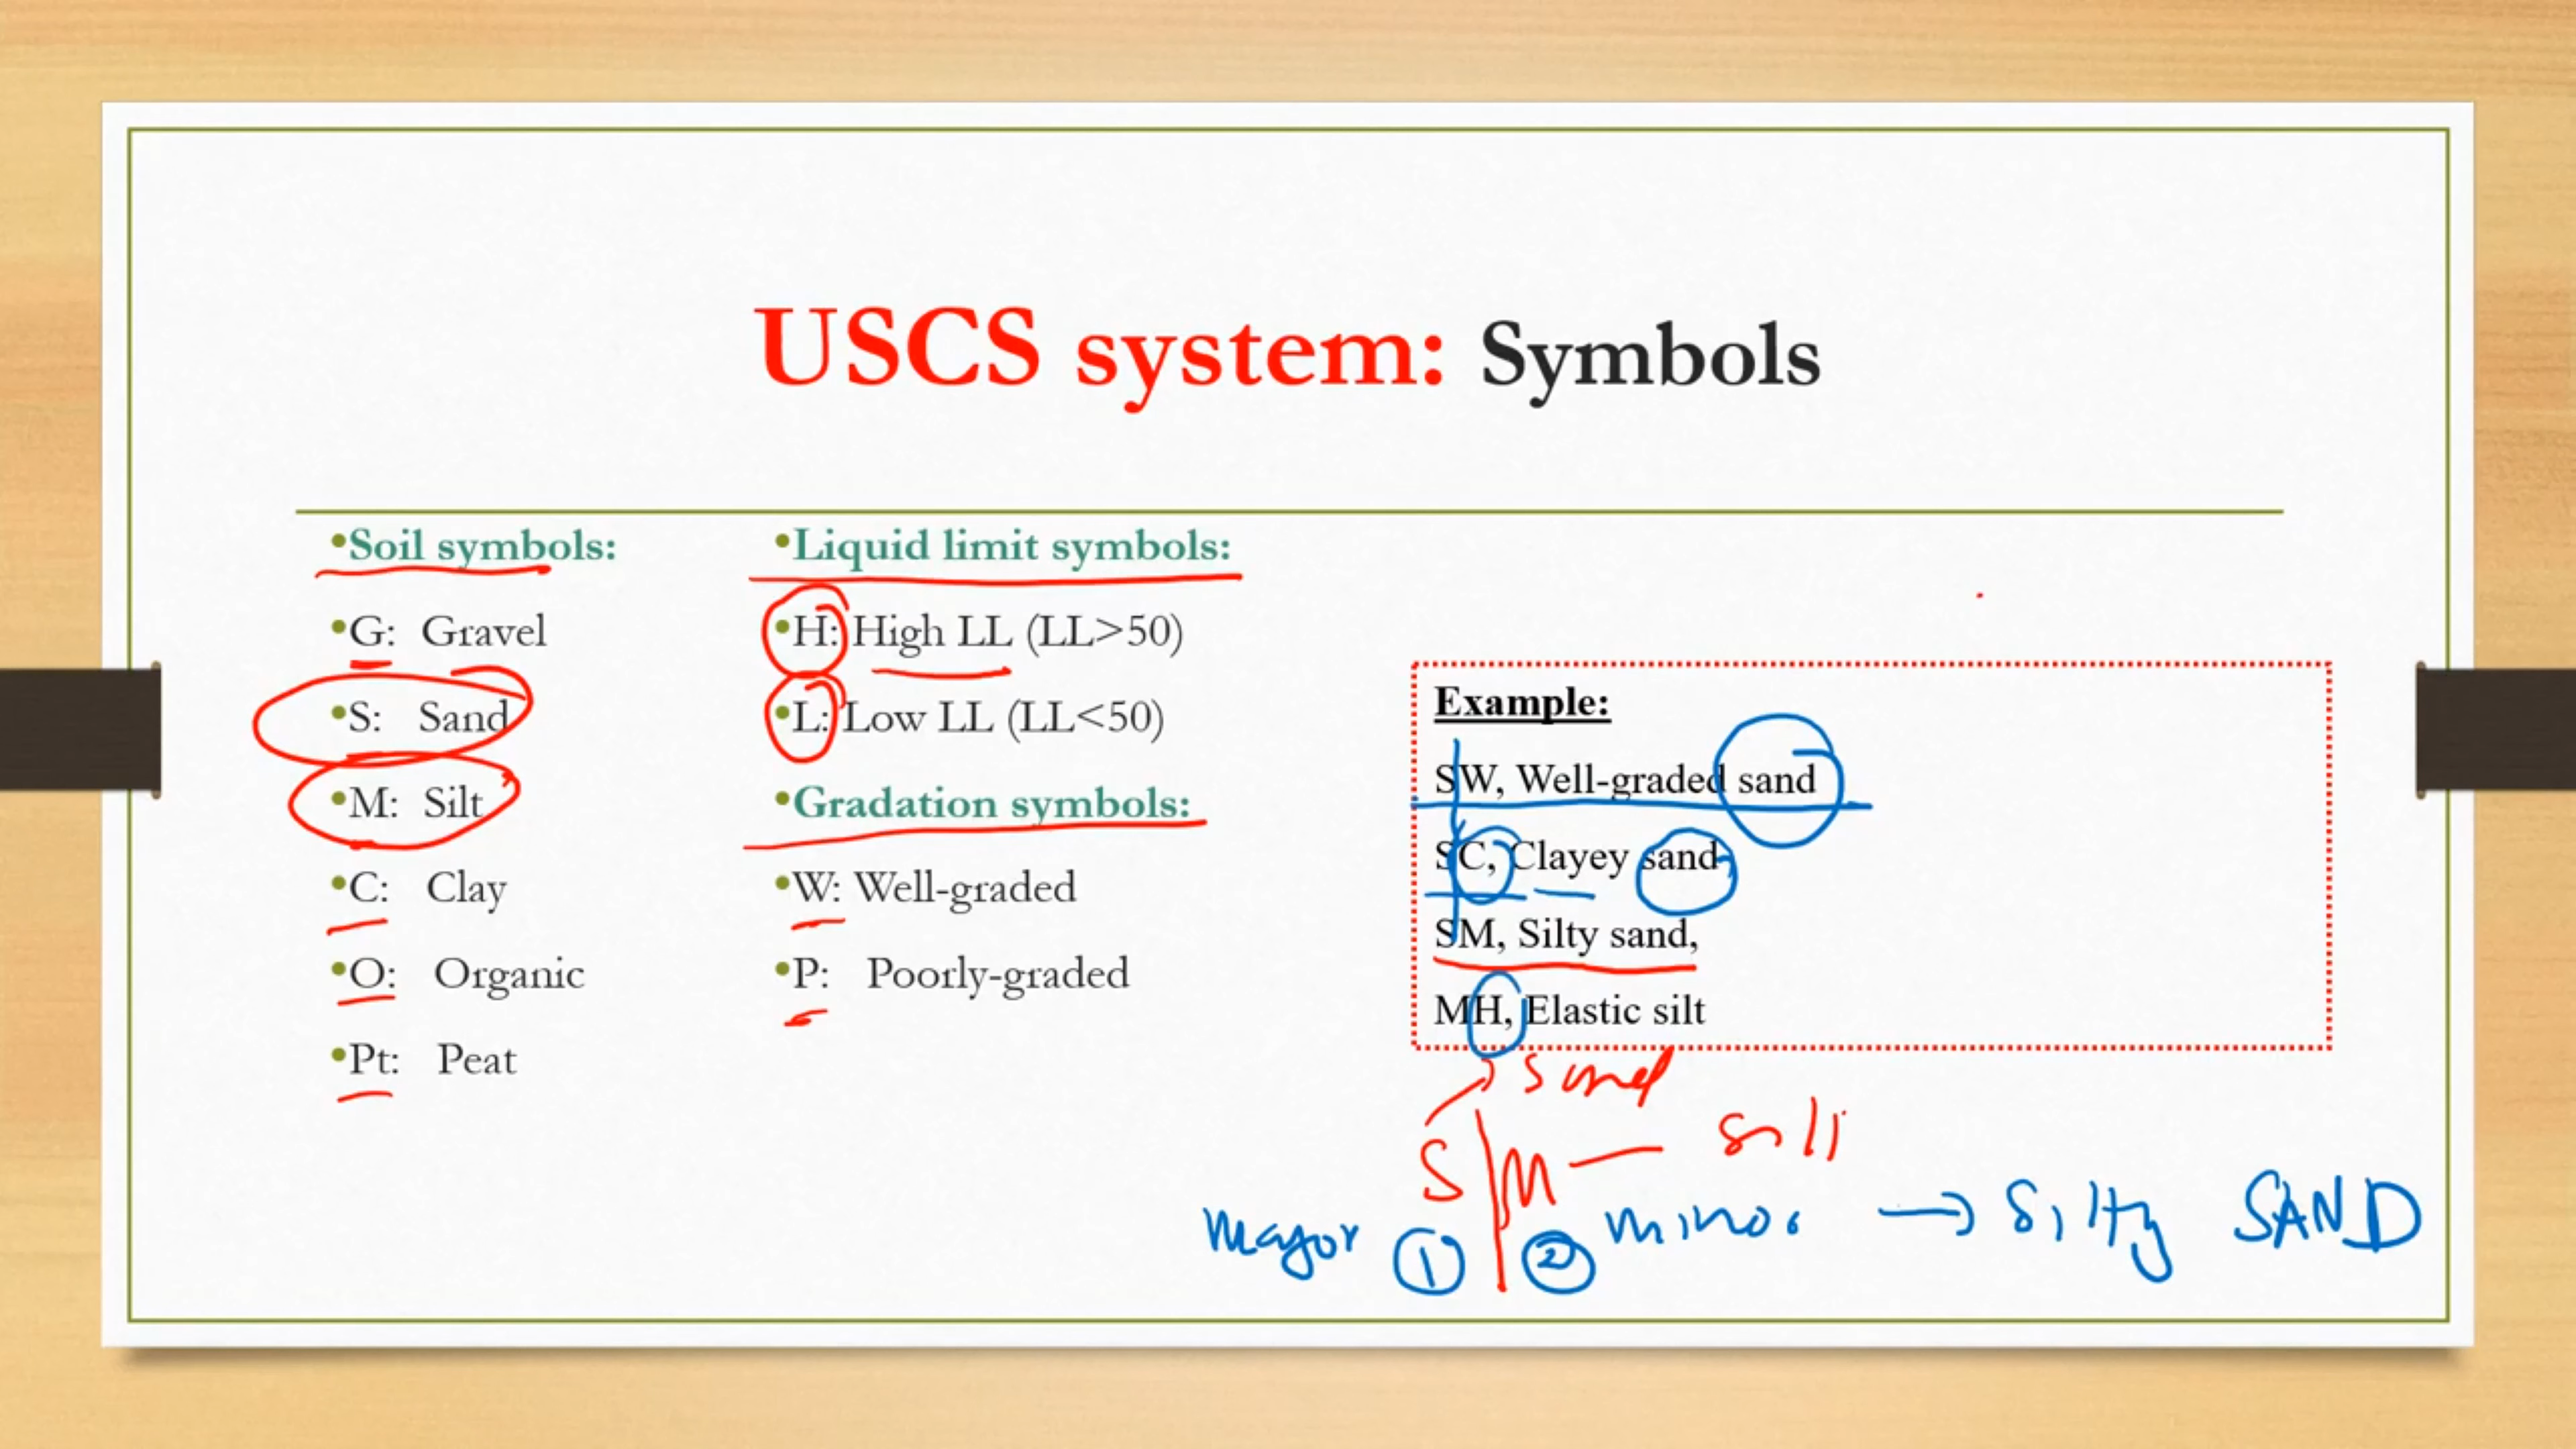 USCS system: Symbols
•Soil symbols:
•G: Gravel
•S: Sand
•M: Silt
•C: Clay
•O: Organic
•Pt: Peat
•Liquid limit symbols:
•H: High LL (LL>50)
•L: Low LL (LL<50)
•Gradation symbols:
•W: Well-graded
•P: Poorly-graded
Example:
SW, Well-graded sand
SC, Clayey sand,
SM, Silty sand,
MH, Elastic silt
sand
S M — silt
major 1 2 minor → Silty SAND